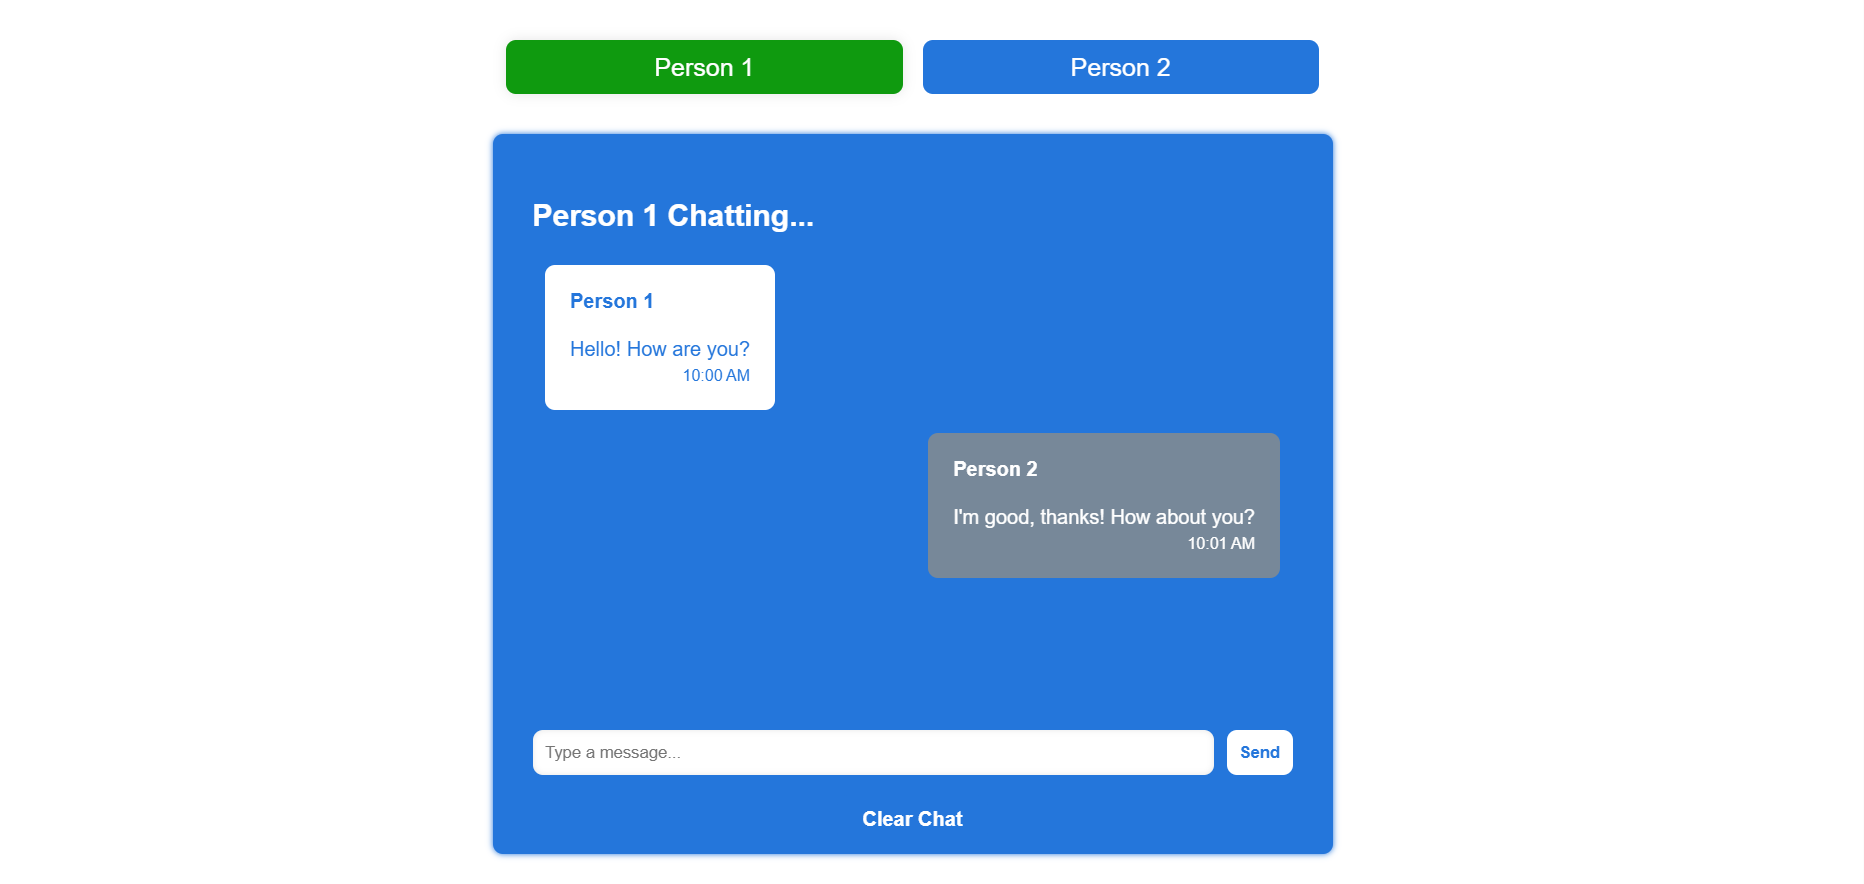 Person 1
Person 2
Person 1 Chatting...
Person 1
Hello! How are you?
10:00 AM
Person 2
I'm good, thanks! How about you?
10:01 AM
Type a message...
Send
Clear Chat